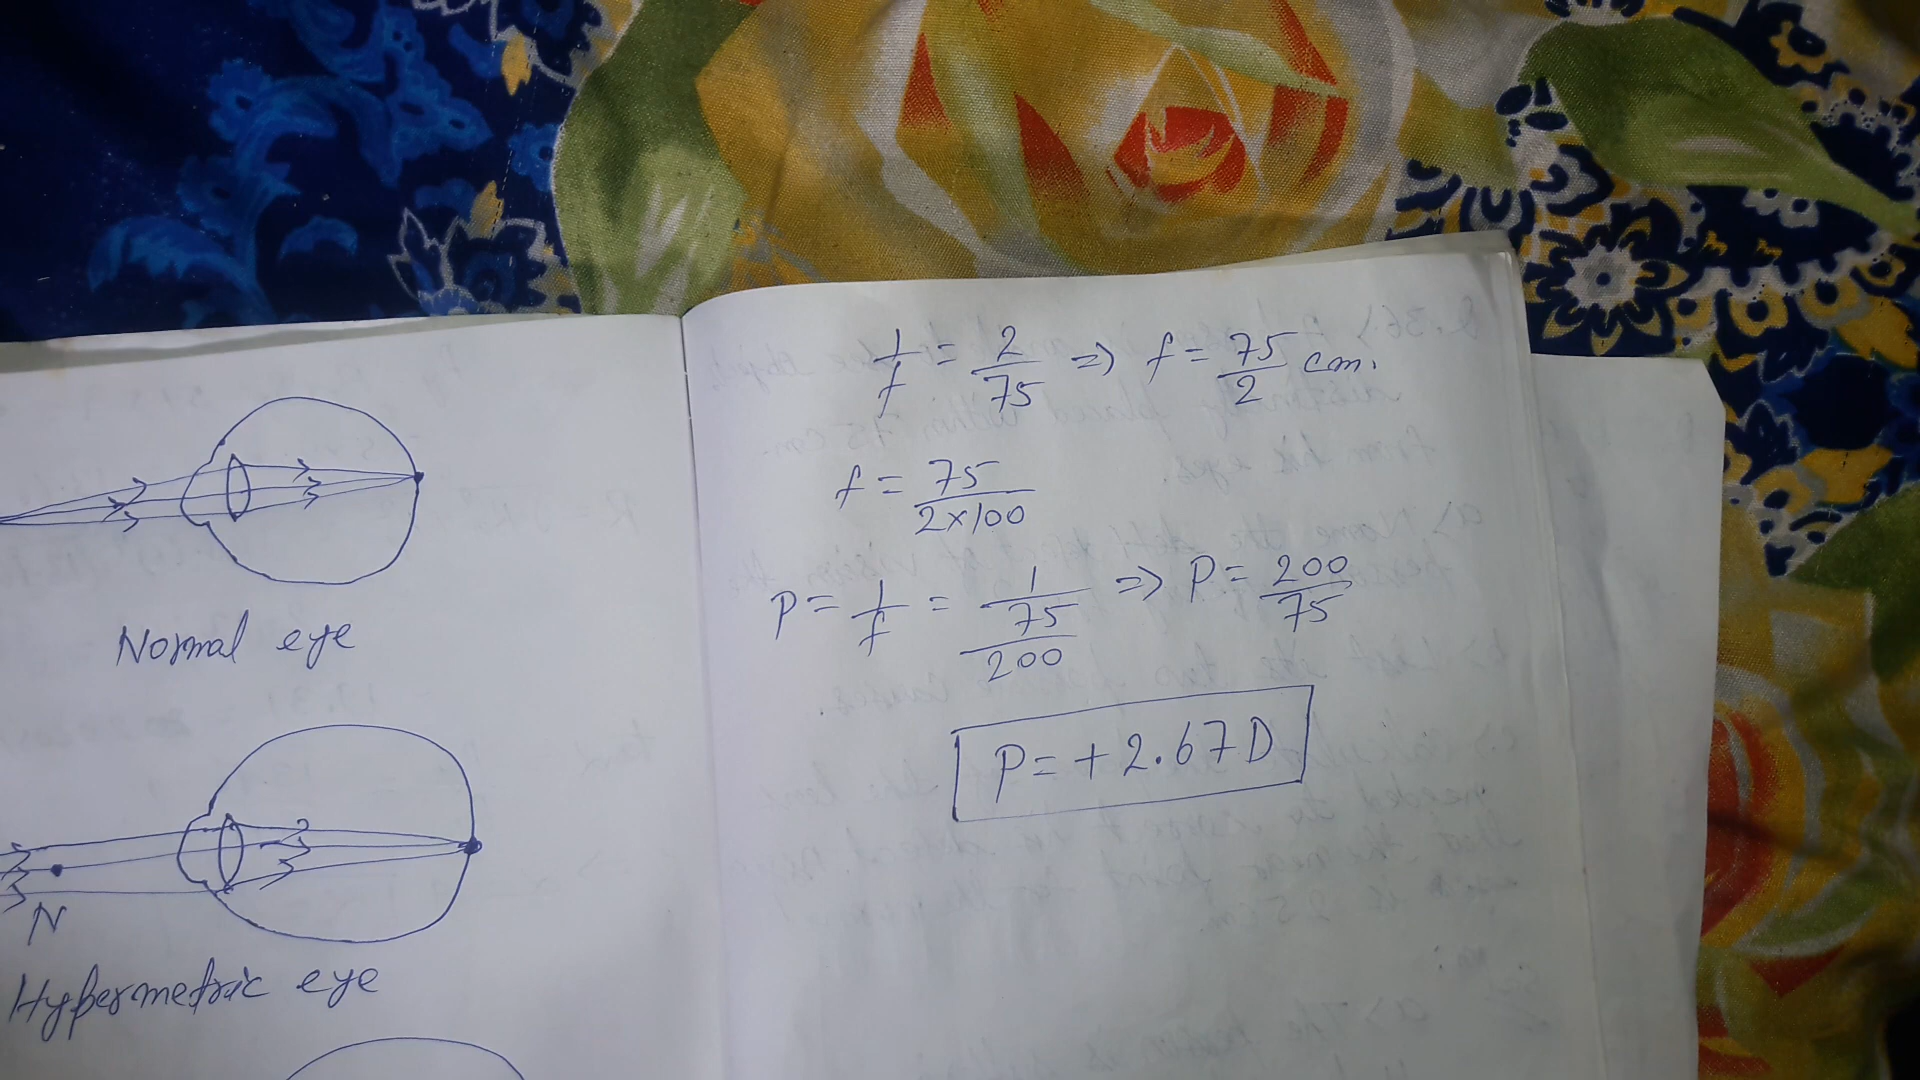 Normal eye
N
Hypermetric eye
1/f = 2/75 => f = 75/2 cm.
f = 75/2×100
P = 1/f = 1/75/200 => P = 200/75
P = + 2.67 D